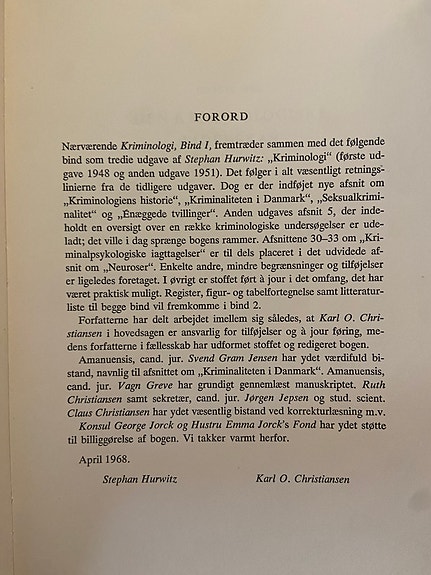 FORORD
Nærværende Kriminologi, Bind I, fremtræder sammen med det følgende
bind som tredie udgave af Stephan Hurwitz: „Kriminologi“ (første ud-
gave 1948 og anden udgave 1951). Det følger i alt væsentligt retnings-
linierne fra de tidligere udgaver. Dog er der indføjet nye afsnit om
„Kriminologiens historie“, „Kriminaliteten i Danmark“, „Seksualkrimi-
nalitet“ og „Enæggede tvillinger“. Anden udgaves afsnit 5, der inde-
holdt en oversigt over en række kriminologiske undersøgelser er ude-
ladt; det ville i dag sprænge bogens rammer. Afsnittene 30–33 om „Kri-
minalpsykologiske iagttagelser“ er til dels placeret i det udvidede af-
snit om „Neuroser“. Enkelte andre, mindre begrænsninger og tilføjelser
er ligeledes foretaget. I øvrigt er stoffet ført à jour i det omfang, det har
været praktisk muligt. Register, figur- og tabelfortegnelse samt litteratur-
liste til begge bind vil fremkomme i bind 2.
Forfatterne har delt arbejdet imellem sig således, at Karl O. Chri-
stiansen i hovedsagen er ansvarlig for tilføjelser og à jour føring, me-
dens forfatterne i fællesskab har udformet stoffet og redigeret bogen.
Amanuensis, cand. jur. Svend Gram Jensen har ydet værdifuld bi-
stand, navnlig til afsnittet om „Kriminaliteten i Danmark“. Amanuensis,
cand. jur. Vagn Greve har grundigt gennemlæst manuskriptet. Ruth
Christiansen samt sekretær, cand. jur. Jørgen Jepsen og stud. scient.
Claus Christiansen har ydet væsentlig bistand ved korrekturlæsning m.v.
Konsul George Jorck og Hustru Emma Jorck's Fond har ydet støtte
til billiggørelse af bogen. Vi takker varmt herfor.
April 1968.
Stephan Hurwitz Karl O. Christiansen